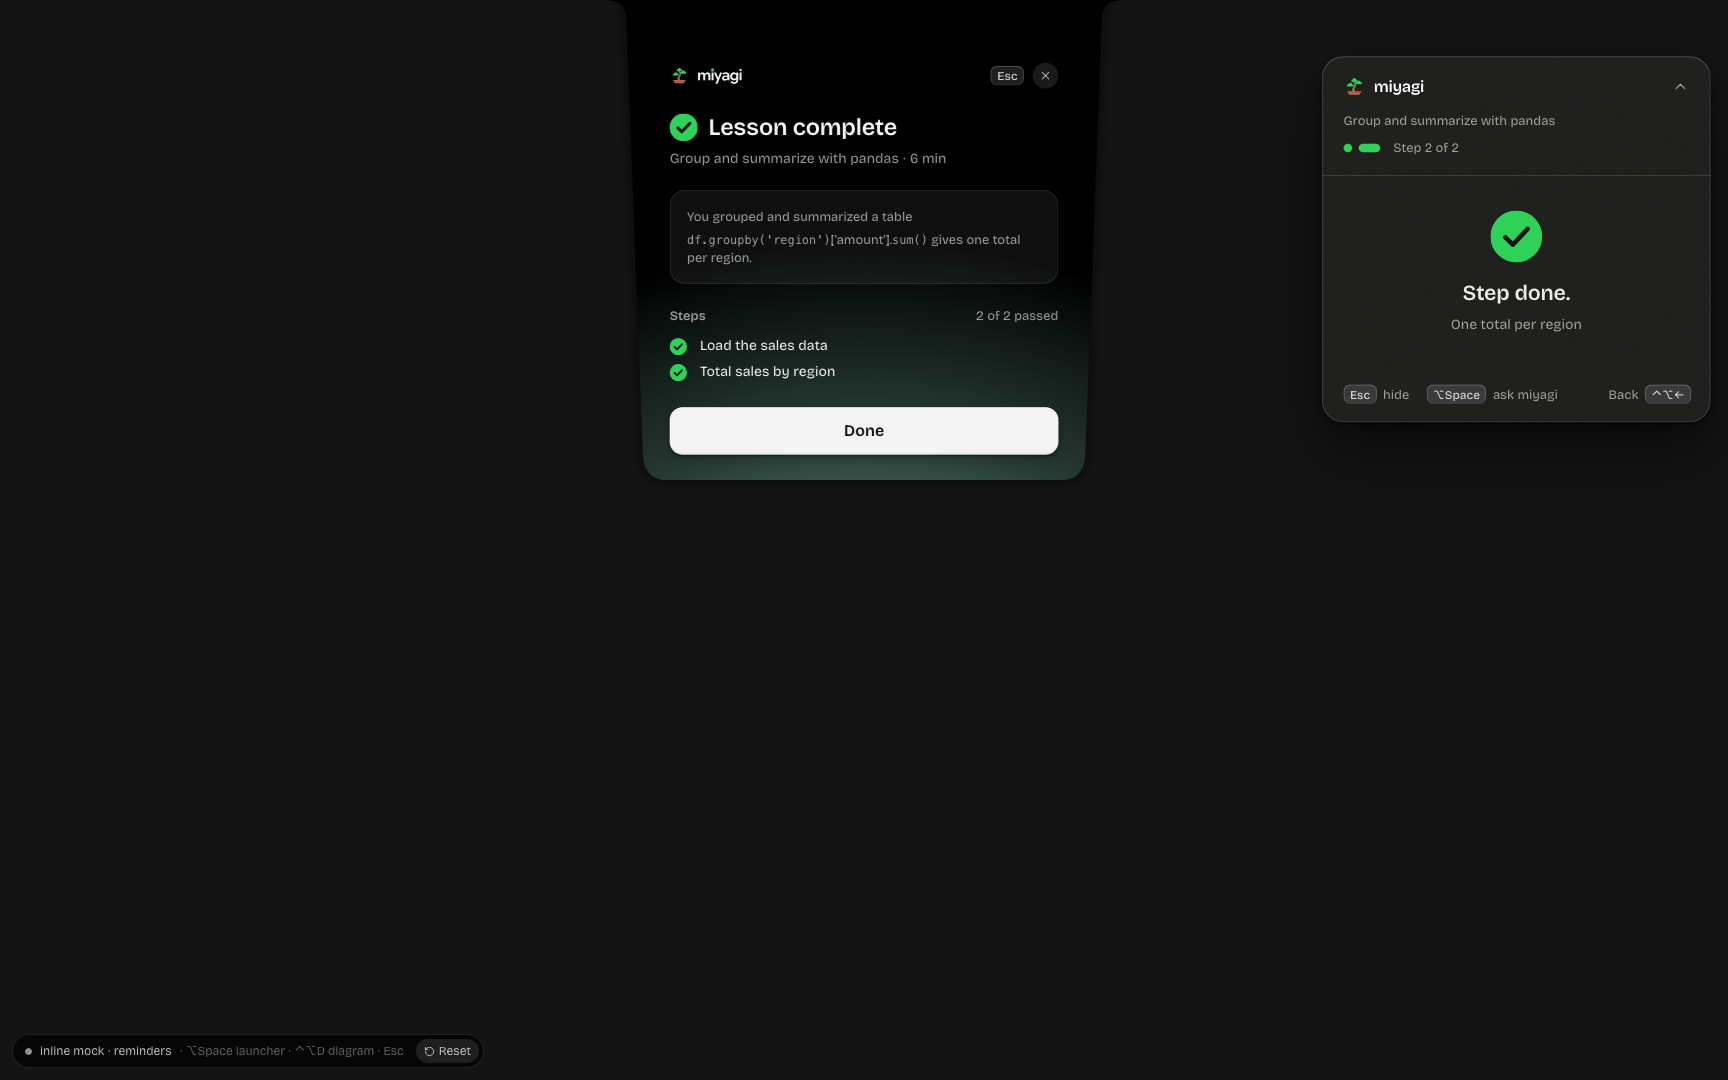 miyagi
Esc
Lesson complete
Group and summarize with pandas · 6 min
You grouped and summarized a table
df.groupby('region')['amount'].sum() gives one total
per region.
Steps 2 of 2 passed
Load the sales data
Total sales by region
Done
miyagi
Group and summarize with pandas
Step 2 of 2
Step done.
One total per region
Esc hide ⌥Space ask miyagi Back ⌃⌥←
inline mock · reminders · ⌥Space launcher · ⌃⌥D diagram · Esc Reset